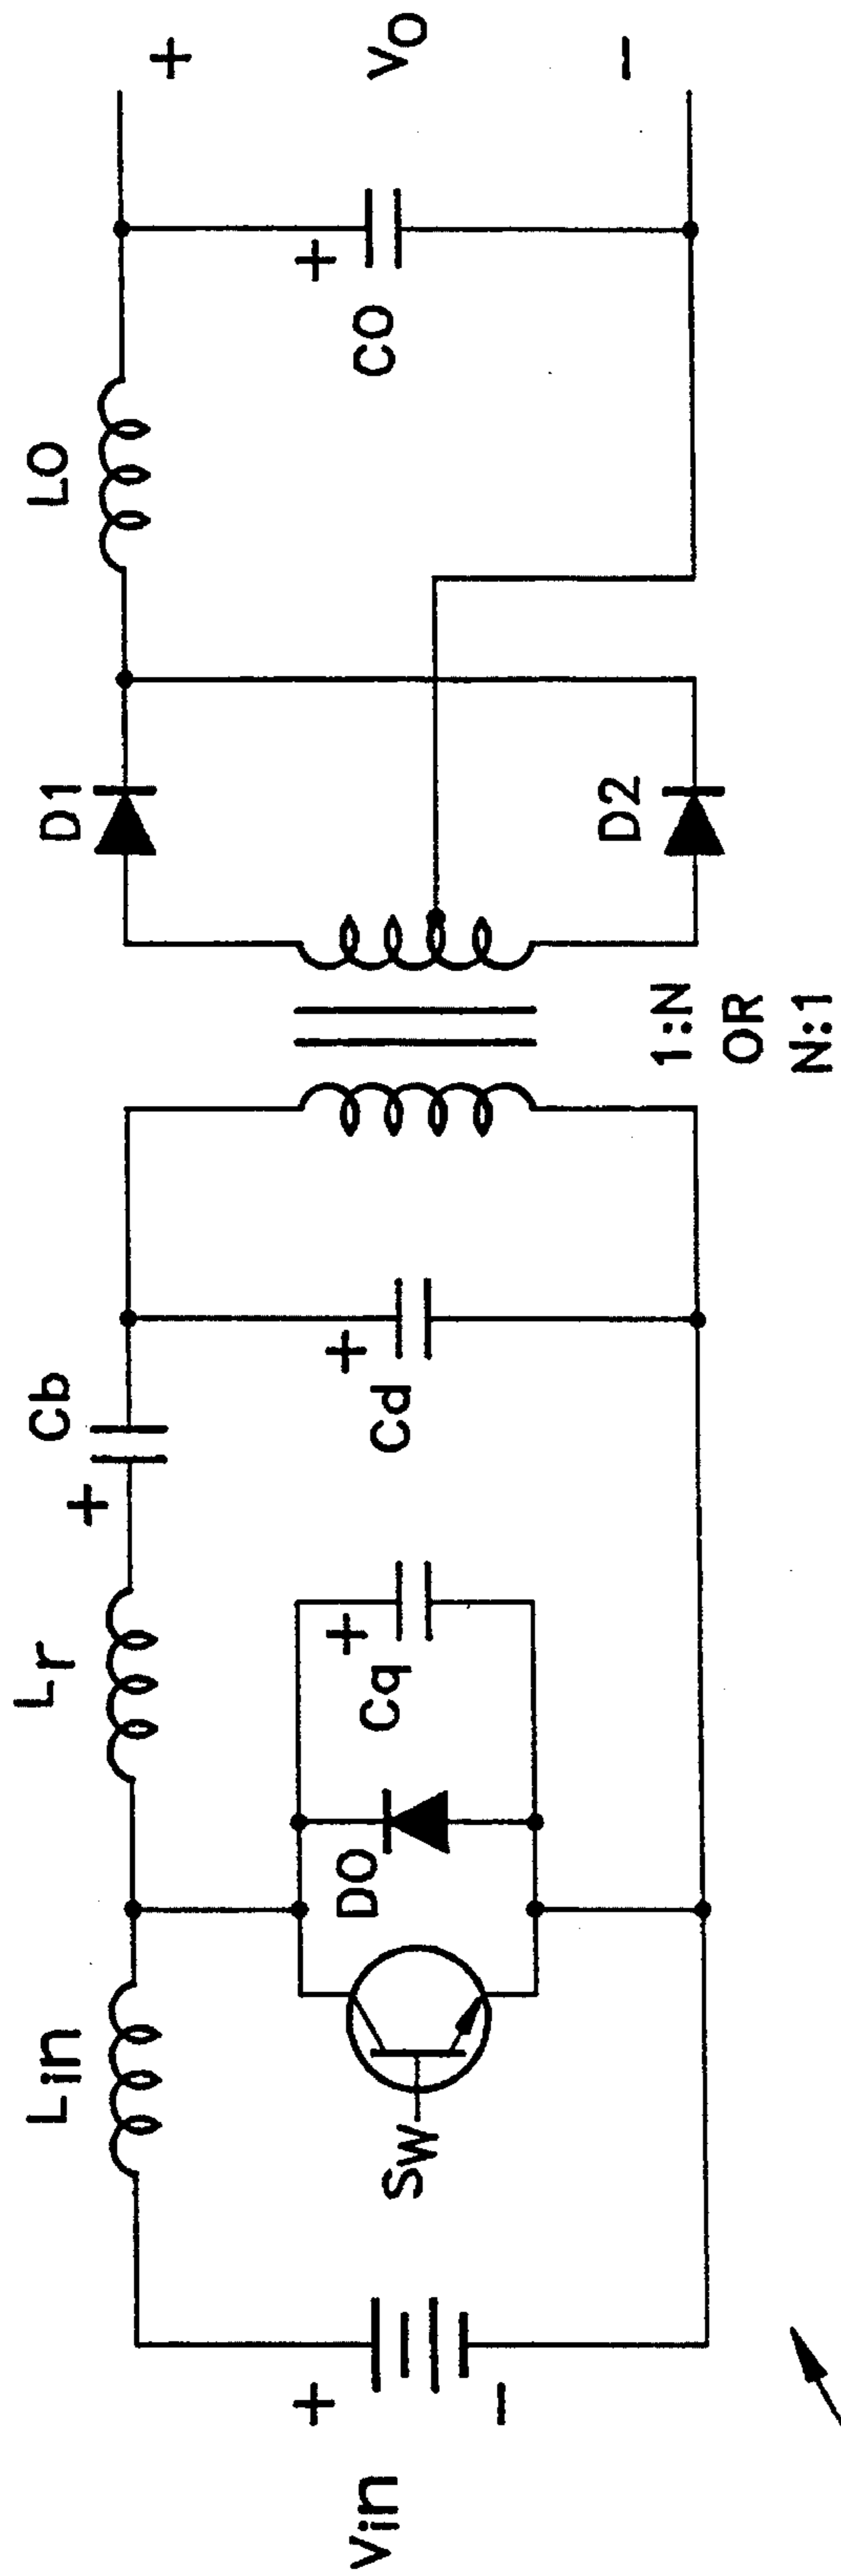 Lin
Lr
+
Cb
D1
LO
+
+
Vin
-
SW
DO
+
Cq
+
Cd
1:N
OR
N:1
D2
+
CO
VO
-